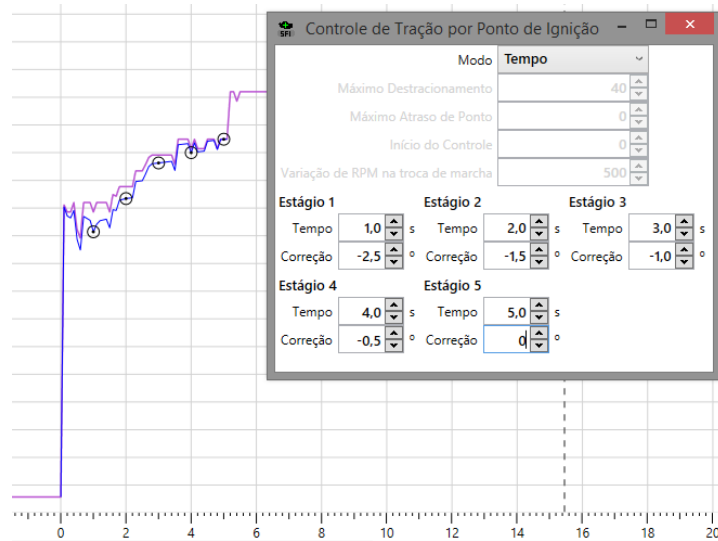 SFI Controle de Tração por Ponto de Ignição
Modo Tempo
Máximo Destracionamento 40
Máximo Atraso de Ponto 0
Início do Controle 0
Variação de RPM na troca de marcha 500
Estágio 1 Estágio 2 Estágio 3
Tempo 1,0 s Tempo 2,0 s Tempo 3,0 s
Correção -2,5 º Correção -1,5 º Correção -1,0 º
Estágio 4 Estágio 5
Tempo 4,0 s Tempo 5,0 s
Correção -0,5 º Correção 0 º
0 2 4 6 8 10 12 14 16 18 20